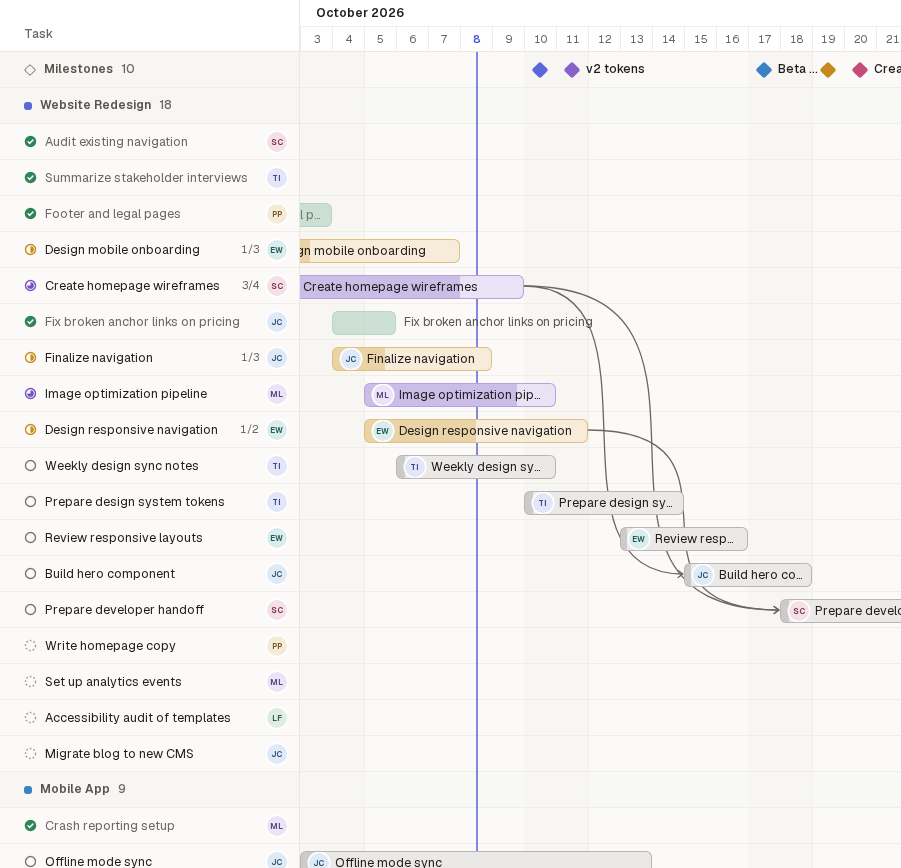 October 2026
Task
3 4 5 6 7 8 9 10 11 12 13 14 15 16 17 18 19 20 21
Milestones 10
v2 tokens
Beta ...
Crea
Website Redesign 18
Audit existing navigation SC
Summarize stakeholder interviews TI
Footer and legal pages PP
l p...
Design mobile onboarding 1/3 EW
gn mobile onboarding
Create homepage wireframes 3/4 SC
Create homepage wireframes
Fix broken anchor links on pricing JC
Fix broken anchor links on pricing
Finalize navigation 1/3 JC
JC Finalize navigation
Image optimization pipeline ML
ML Image optimization pip...
Design responsive navigation 1/2 EW
EW Design responsive navigation
Weekly design sync notes TI
TI Weekly design sy...
Prepare design system tokens TI
TI Prepare design sy...
Review responsive layouts EW
EW Review resp...
Build hero component JC
JC Build hero co...
Prepare developer handoff SC
SC Prepare develo
Write homepage copy PP
Set up analytics events ML
Accessibility audit of templates LF
Migrate blog to new CMS JC
Mobile App 9
Crash reporting setup ML
Offline mode sync JC
JC Offline mode sync